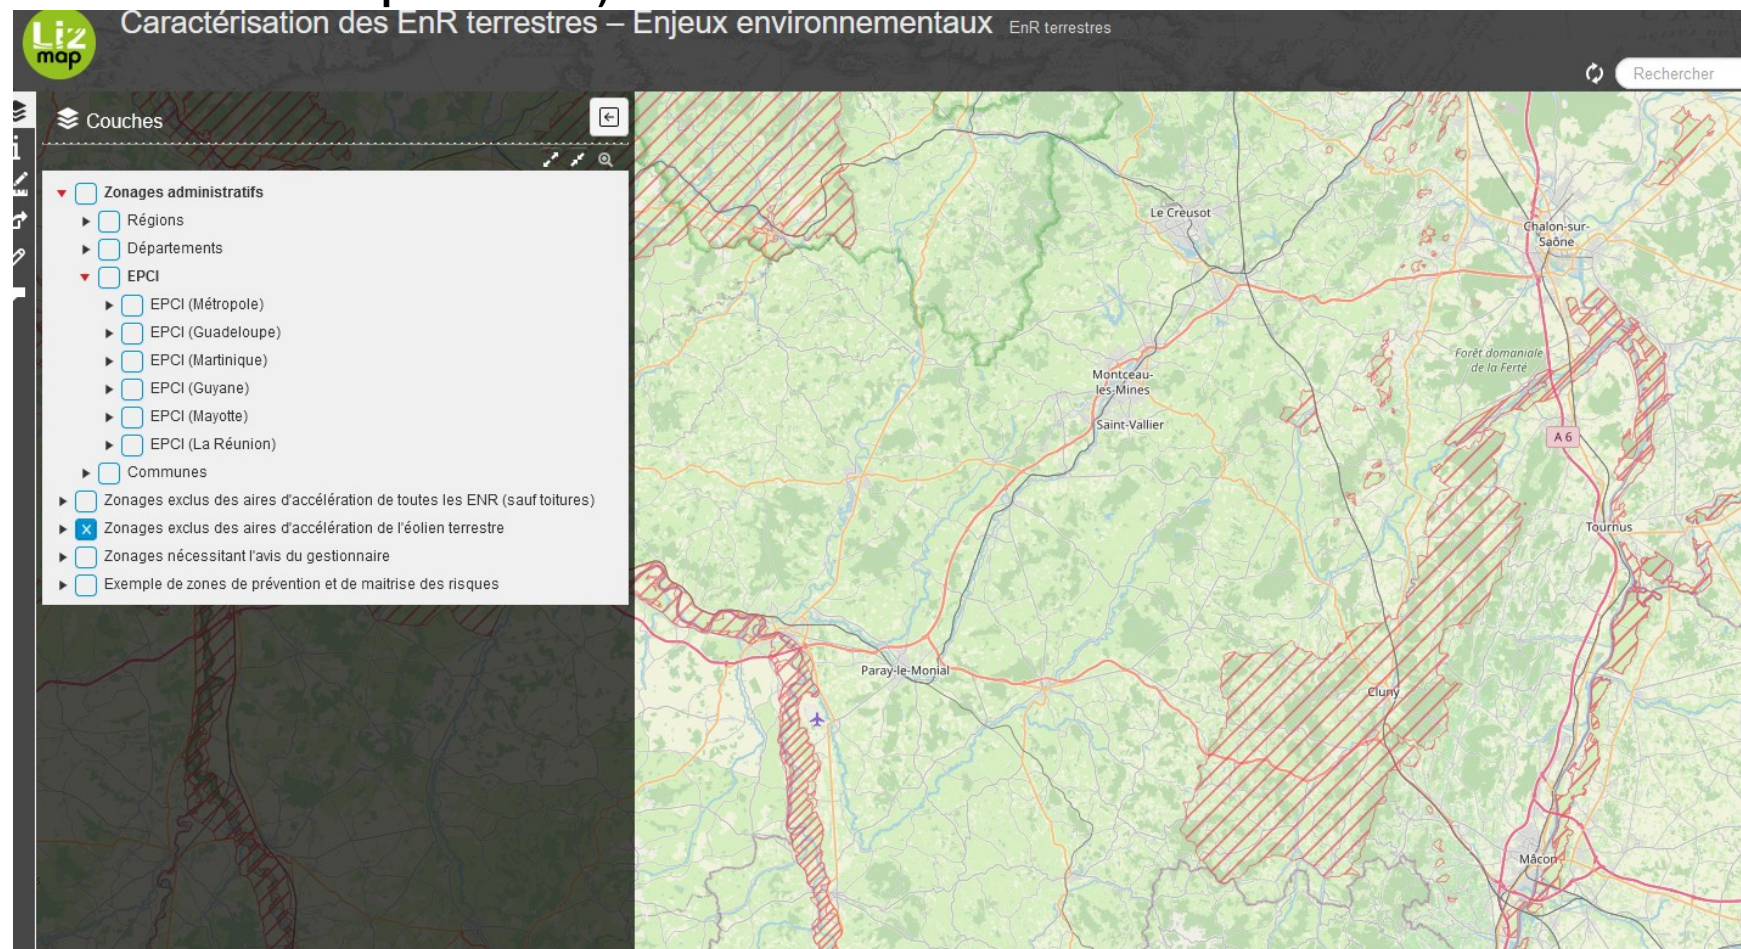 Liz
map
Caractérisation des EnR terrestres – Enjeux environnementaux EnR terrestres
Rechercher
Couches
Zonages administratifs
Régions
Départements
EPCI
EPCI (Métropole)
EPCI (Guadeloupe)
EPCI (Martinique)
EPCI (Guyane)
EPCI (Mayotte)
EPCI (La Réunion)
Communes
Zonages exclus des aires d'accélération de toutes les ENR (sauf toitures)
X Zonages exclus des aires d'accélération de l'éolien terrestre
Zonages nécessitant l'avis du gestionnaire
Exemple de zones de prévention et de maitrise des risques
Le Creusot
Chalon-sur-
Saône
Forêt domaniale
de la Ferté
Montceau-
les-Mines
Saint-Vallier
A 6
Tournus
Paray-le-Monial
Cluny
Mâcon